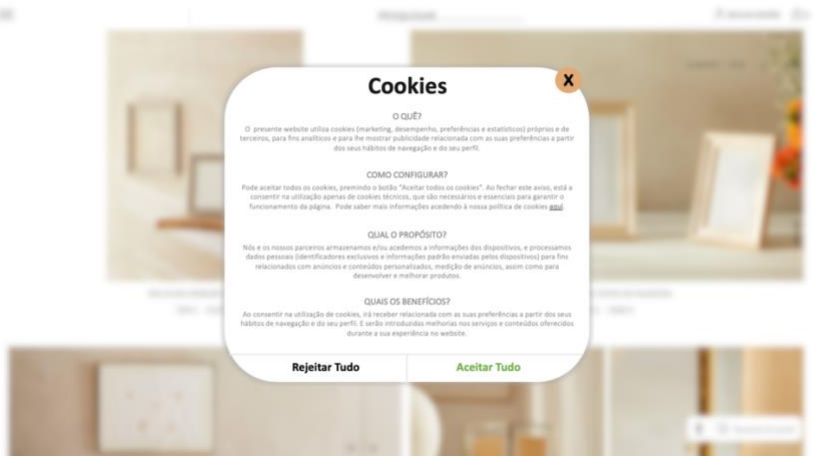 Cookies
X
O QUÊ?
O presente website utiliza cookies (marketing, desempenho, preferências e estatísticos) próprios e de
terceiros, para fins analíticos e para lhe mostrar publicidade relacionada com as suas preferências a partir
dos seus hábitos de navegação e do seu perfil.
COMO CONFIGURAR?
Pode aceitar todos os cookies, premindo o botão "Aceitar todos os cookies". Ao fechar este aviso, está a
consentir na utilização apenas de cookies técnicos, que são necessários e essenciais para garantir o
funcionamento da página. Pode saber mais informações acedendo à nossa política de cookies aqui.
QUAL O PROPÓSITO?
Nós e os nossos parceiros armazenamos e/ou acedemos a informações dos dispositivos, e processamos
dados pessoais (identificadores exclusivos e informações padrão enviadas pelos dispositivos) para fins
relacionados com anúncios e conteúdos personalizados, medição de anúncios, assim como para
desenvolver e melhorar produtos.
QUAIS OS BENEFÍCIOS?
Ao consentir na utilização de cookies, irá receber relacionada com as suas preferências a partir dos seus
hábitos de navegação e do seu perfil. E serão introduzidas melhorias nos serviços e conteúdos oferecidos
durante a sua experiência no website.
Rejeitar Tudo
Aceitar Tudo